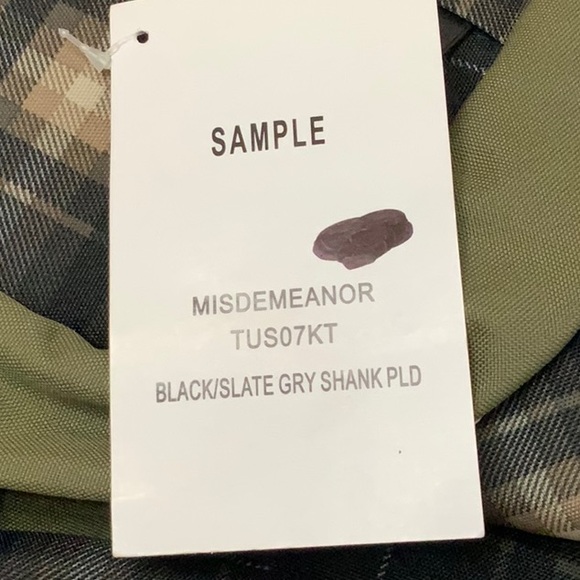 SAMPLE
MISDEMEANOR
TUS07KT
BLACK/SLATE GRY SHANK PLD